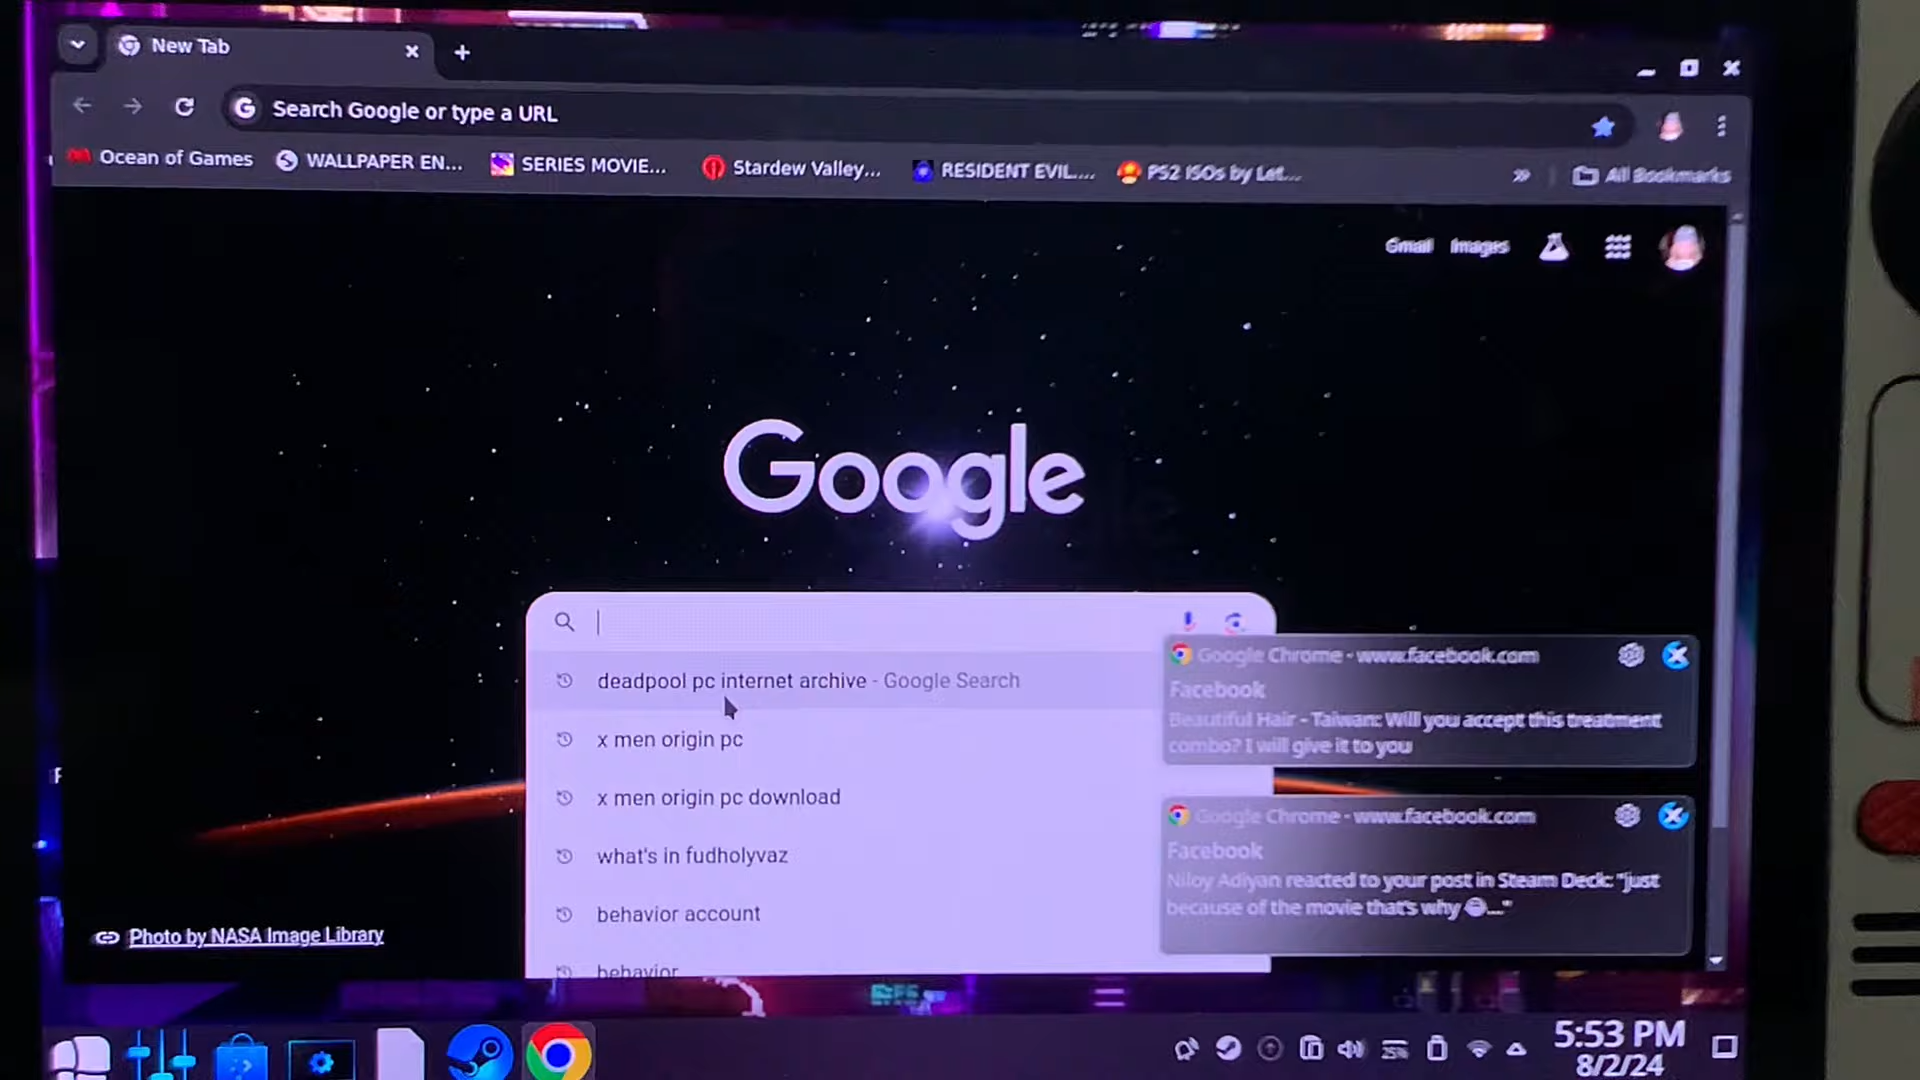 New Tab
Search Google or type a URL
Ocean of Games
WALLPAPER EN...
SERIES MOVIE...
Stardew Valley...
RESIDENT EVIL....
PS2 ISOs by Let...
All Bookmarks
Gmail
Images
Google
deadpool pc internet archive - Google Search
x men origin pc
x men origin pc download
what's in fudholyvaz
behavior account
behavior
Google Chrome - www.facebook.com
Facebook
Beautiful Hair - Taiwan: Will you accept this treatment
combo? I will give it to you
Google Chrome - www.facebook.com
Facebook
Niloy Adiyan reacted to your post in Steam Deck: "just
because of the movie that's why 😂..."
Photo by NASA Image Library
25%
5:53 PM
8/2/24